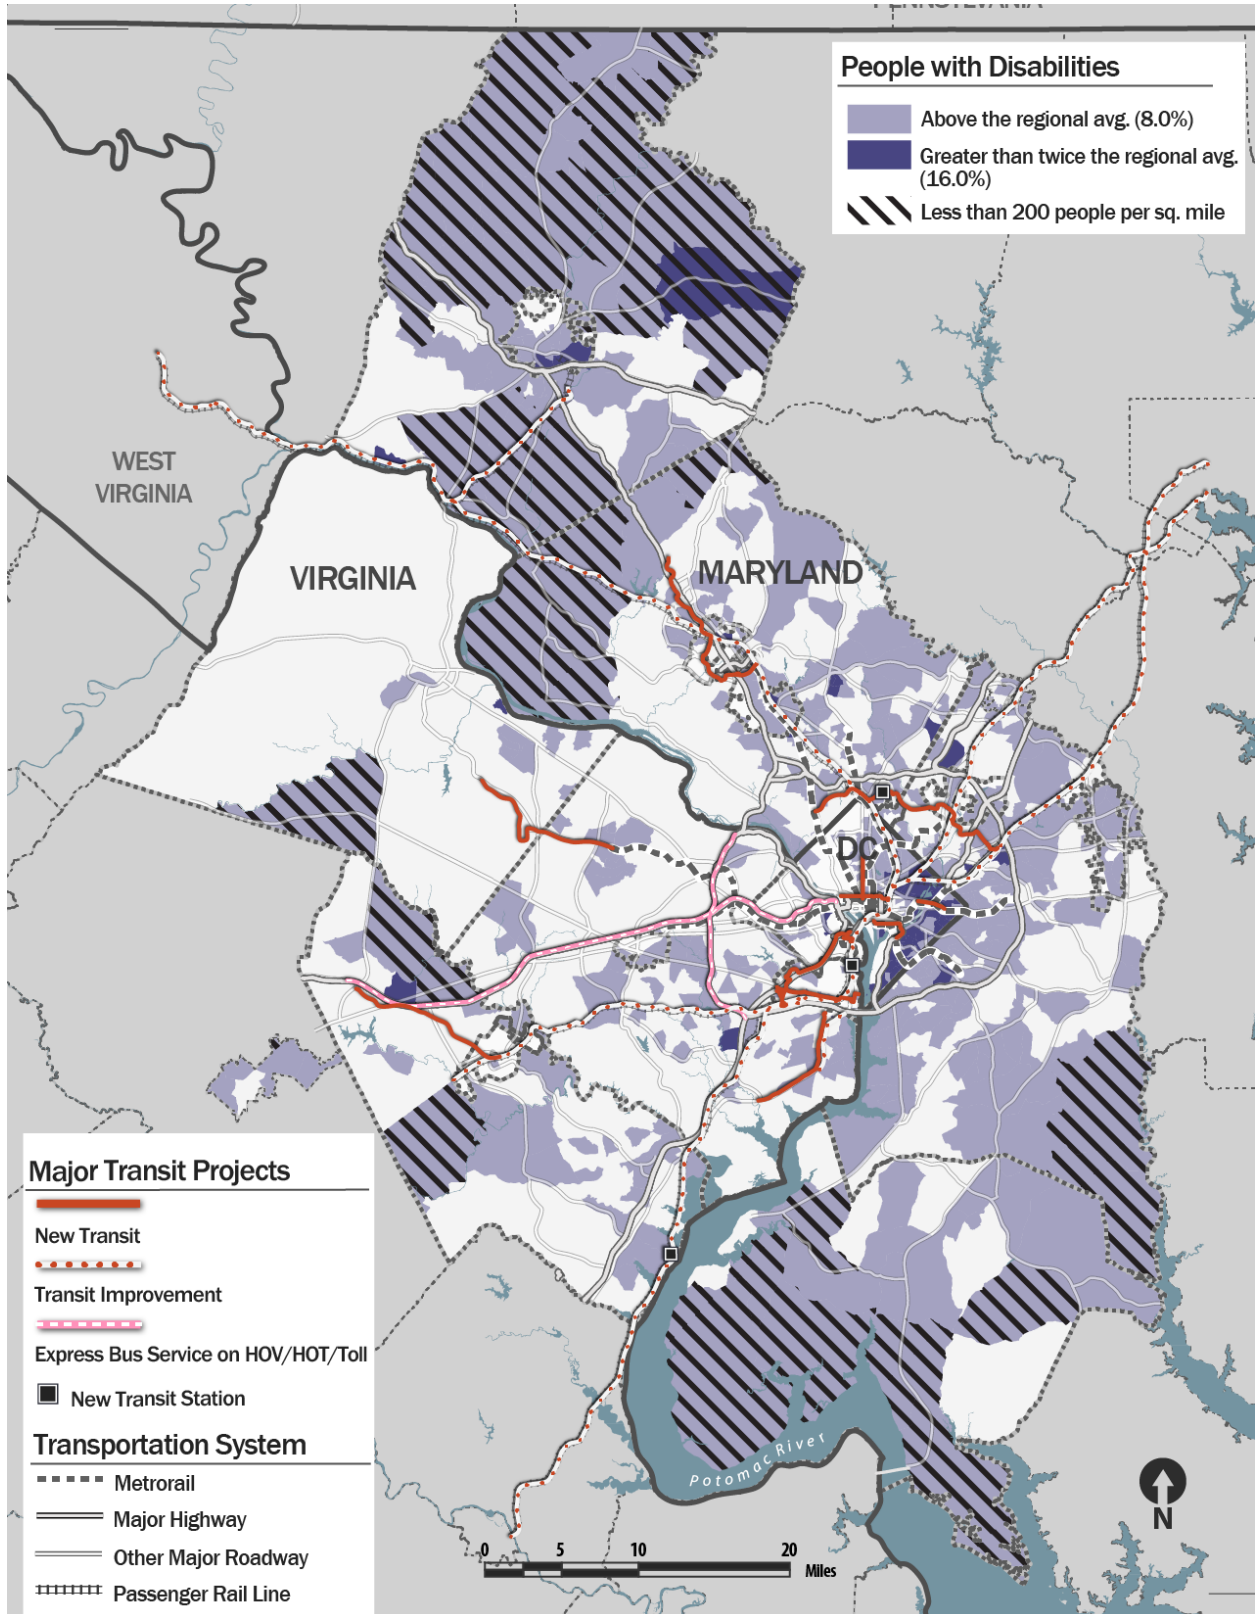 PENNSYLVANIA
People with Disabilities
Above the regional avg. (8.0%)
Greater than twice the regional avg.
(16.0%)
Less than 200 people per sq. mile
WEST
VIRGINIA
VIRGINIA
MARYLAND
DC
Major Transit Projects
New Transit
Transit Improvement
Express Bus Service on HOV/HOT/Toll
New Transit Station
Transportation System
Metrorail
Major Highway
Other Major Roadway
Passenger Rail Line
Potomac River
N
0 5 10 20
Miles